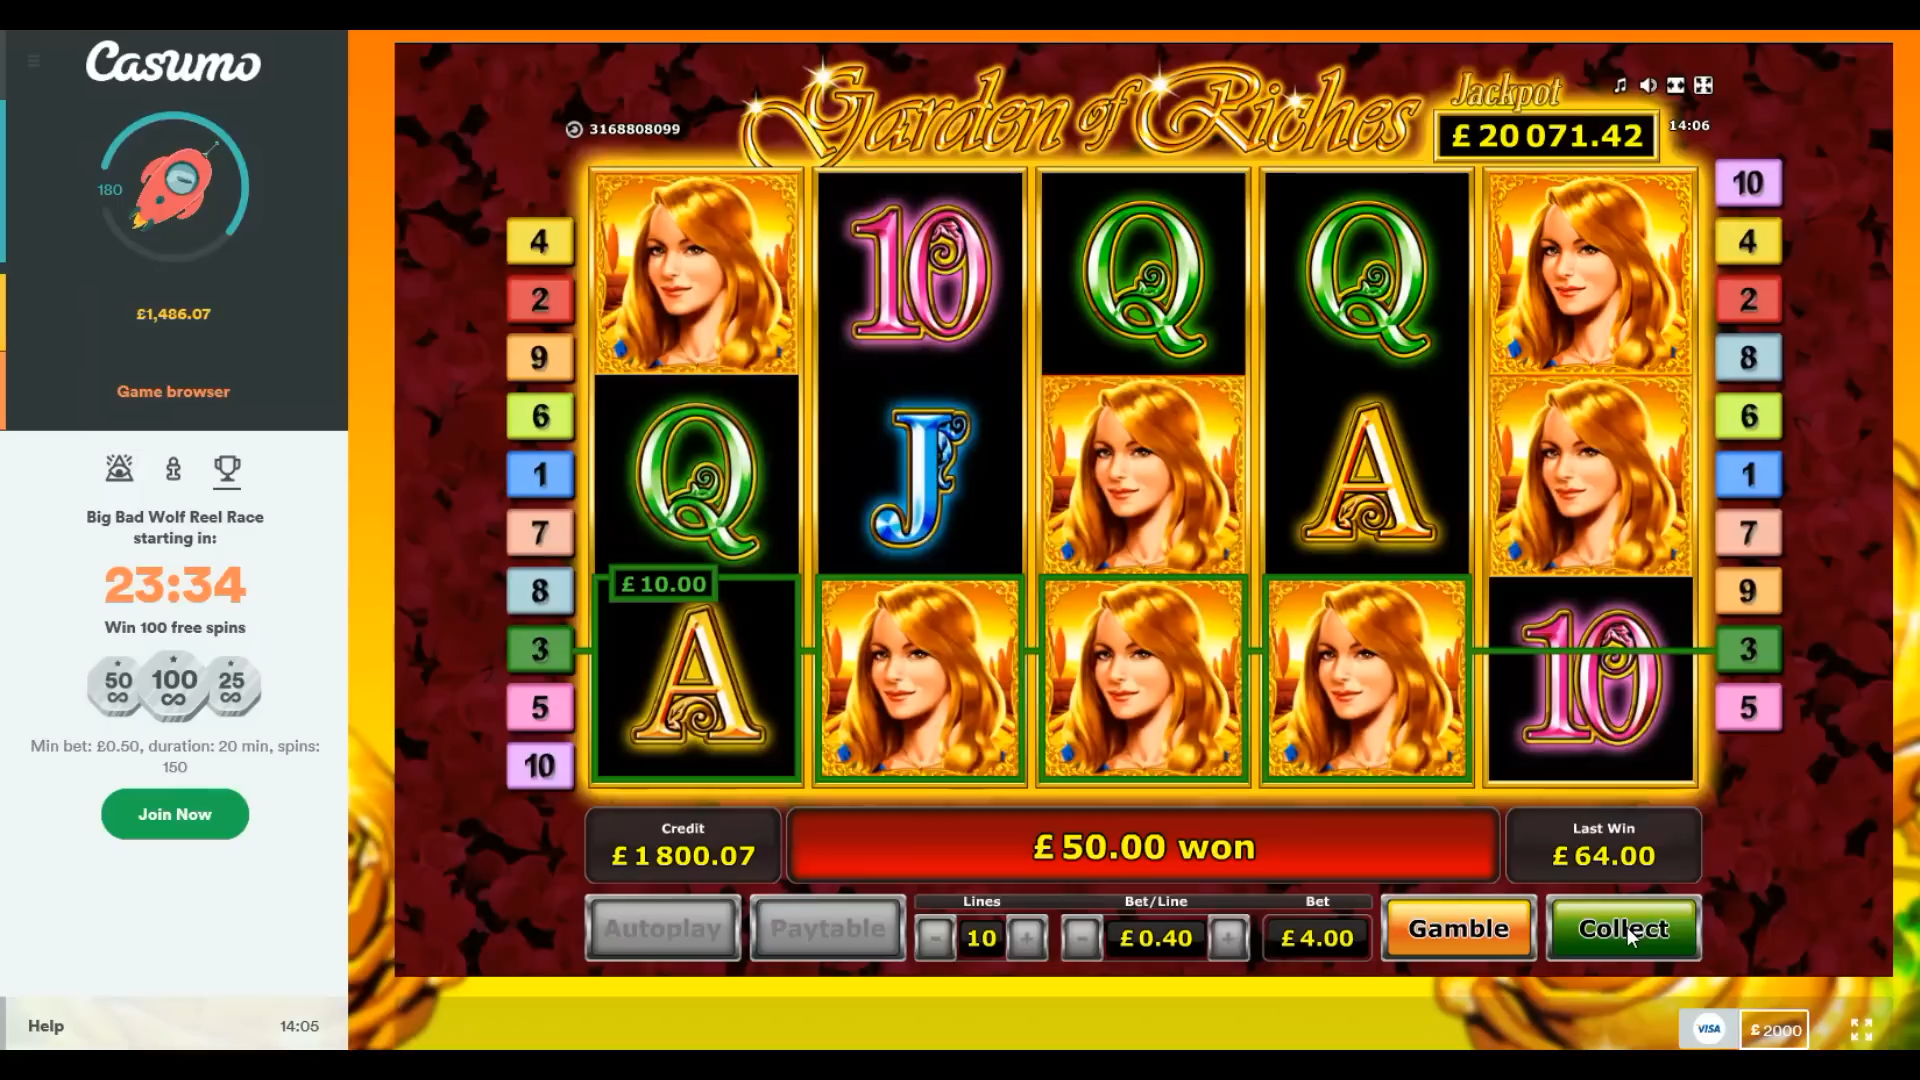 Casumo
180
£1,486.07
Game browser
Big Bad Wolf Reel Race
starting in:
23:34
Win 100 free spins
50 100 25
Min bet: £0.50, duration: 20 min, spins:
150
Join Now
Help 14:05
3168808099
Garden of Riches
Jackpot
£ 20 071.42
14:06
4
2
9
6
1
7
8
3
5
10
10 Q Q
Q J A
£ 10.00
A 10
10
4
2
8
6
1
7
9
3
5
Credit
£ 1 800.07
£ 50.00 won
Last Win
£ 64.00
Autoplay
Paytable
Lines
- 10 +
Bet/Line
- £ 0.40 +
Bet
£ 4.00
Gamble
Collect
VISA
£ 2000